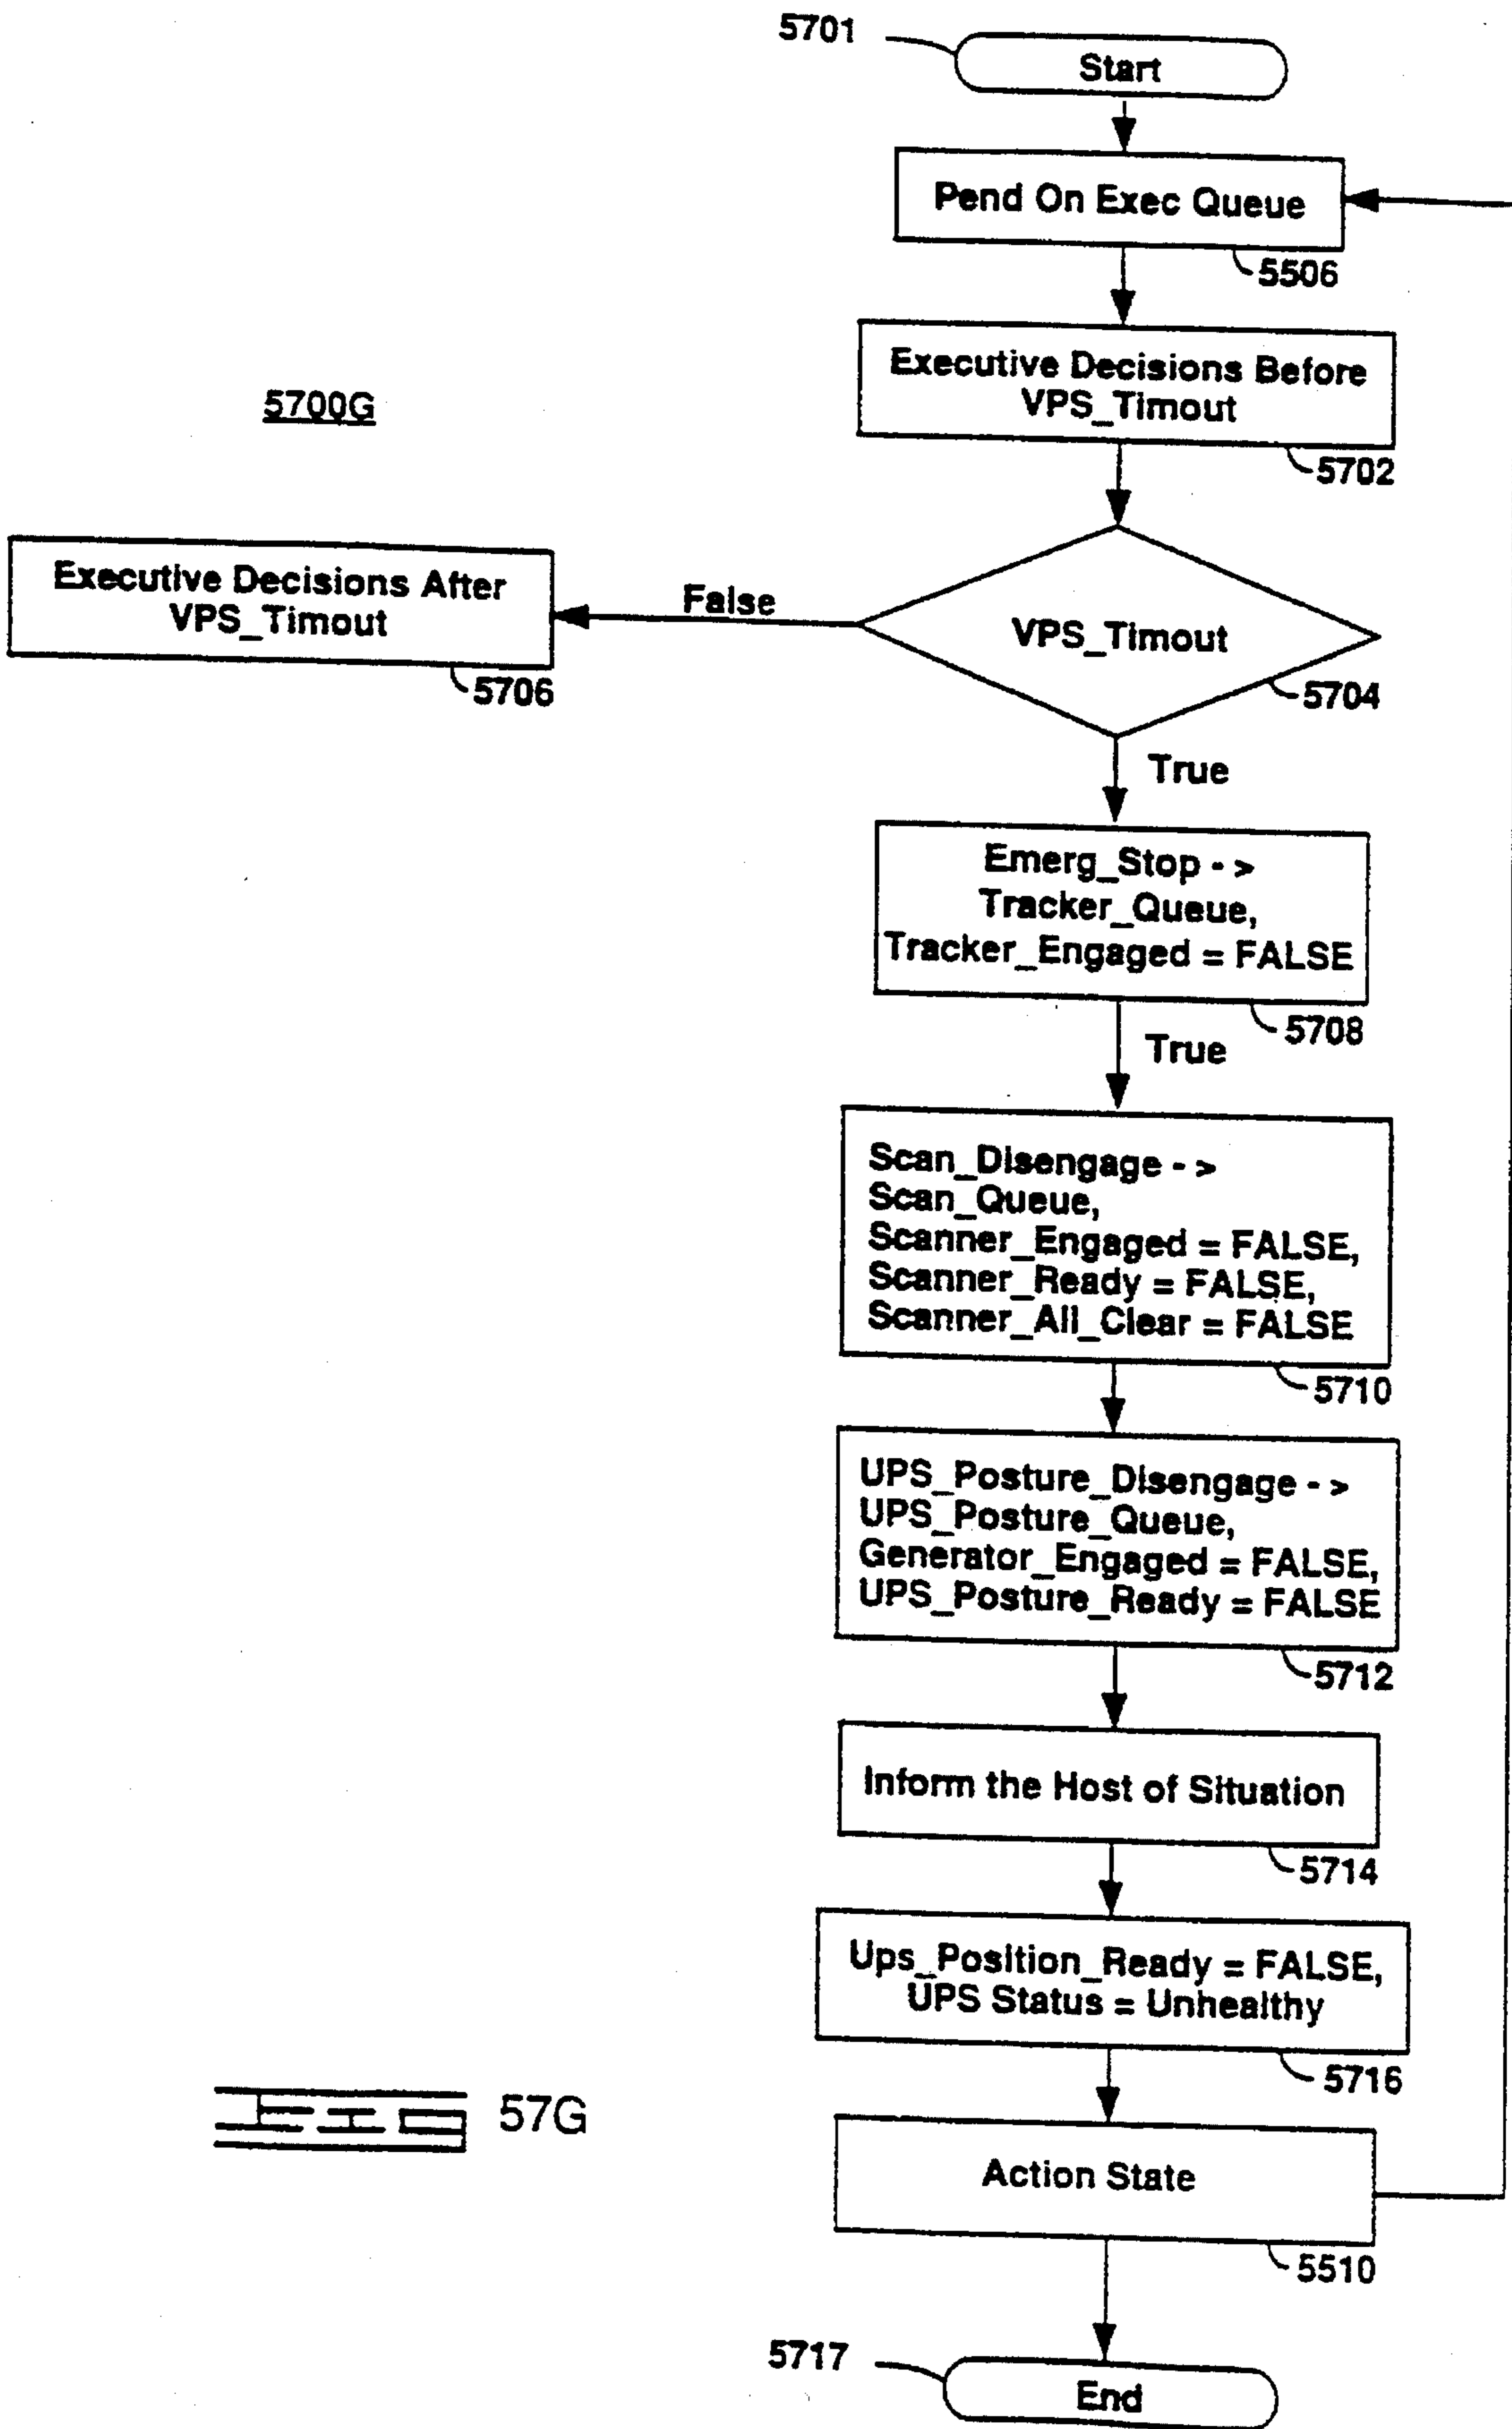 5701
Start
Pend On Exec Queue
5506
Executive Decisions Before
VPS_Timout
5702
5700G
VPS_Timout
5704
False
Executive Decisions After
VPS_Timout
5706
True
Emerg_Stop - >
Tracker_Queue,
Tracker_Engaged = FALSE
5708
True
Scan_Disengage - >
Scan_Queue,
Scanner_Engaged = FALSE,
Scanner_Ready = FALSE,
Scanner_All_Clear = FALSE
5710
UPS_Posture_Disengage - >
UPS_Posture_Queue,
Generator_Engaged = FALSE,
UPS_Posture_Ready = FALSE
5712
Inform the Host of Situation
5714
Ups_Position_Ready = FALSE,
UPS Status = Unhealthy
5716
FIG 57G
Action State
5510
5717
End